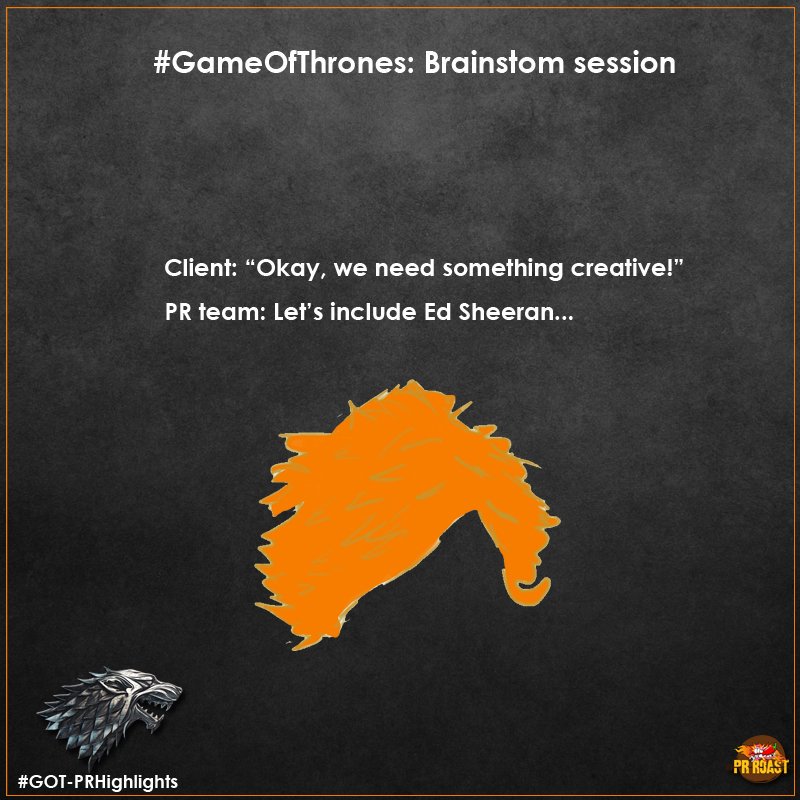 #GameOfThrones: Brainstom session
Client: “Okay, we need something creative!”
PR team: Let’s include Ed Sheeran...
#GOT-PRHighlights
PR ROAST